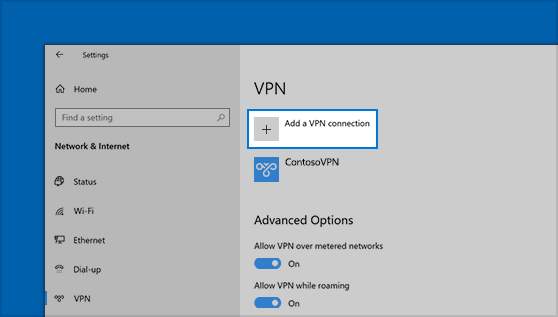 Settings
Home
Find a setting
Network & Internet
Status
Wi-Fi
Ethernet
Dial-up
VPN
VPN
Add a VPN connection
ContosoVPN
Advanced Options
Allow VPN over metered networks
On
Allow VPN while roaming
On